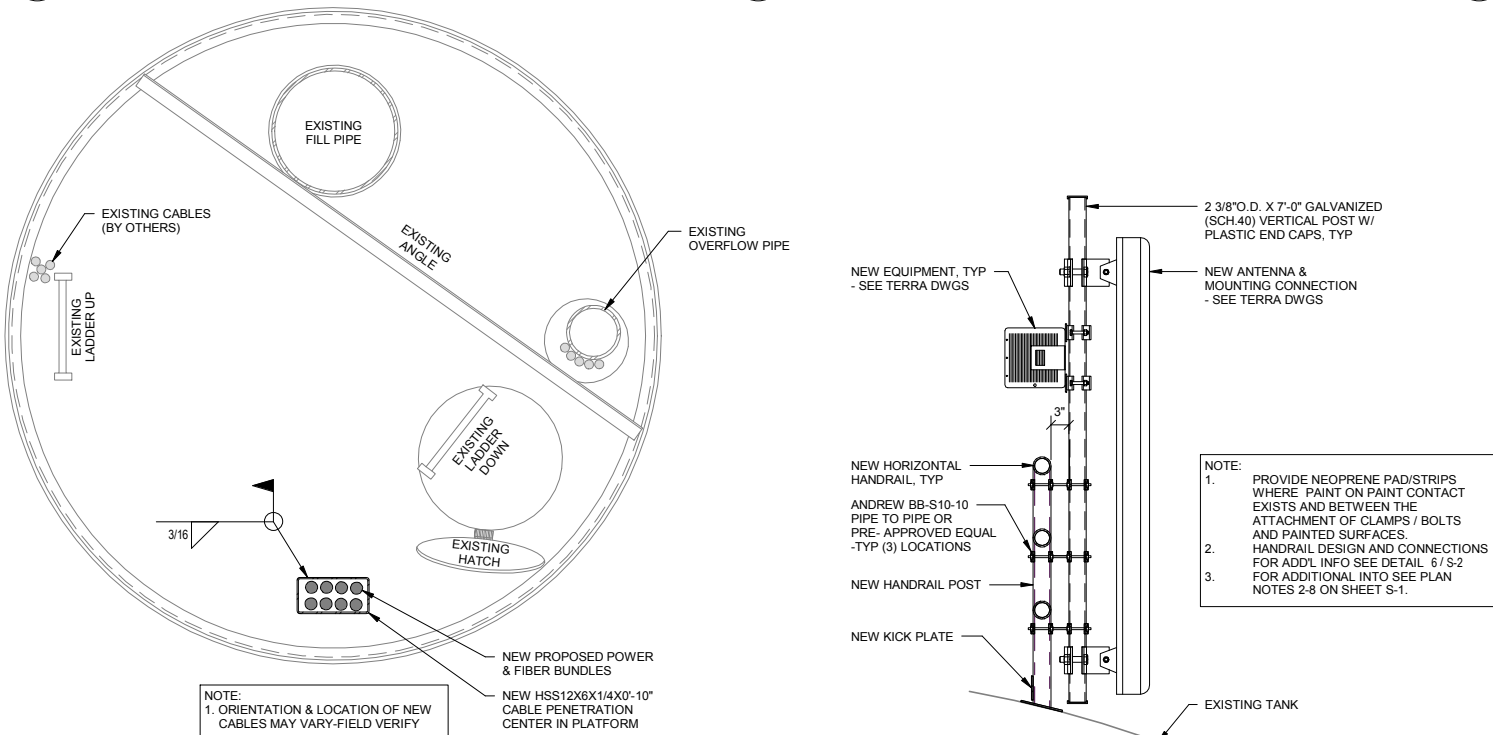 EXISTING
FILL PIPE
EXISTING CABLES
(BY OTHERS)
EXISTING
LADDER UP
EXISTING
ANGLE
EXISTING
OVERFLOW PIPE
EXISTING
LADDER
DOWN
EXISTING
HATCH
3/16
NEW PROPOSED POWER
& FIBER BUNDLES
NEW HSS12X6X1/4X0'-10"
CABLE PENETRATION
CENTER IN PLATFORM
NOTE:
1. ORIENTATION & LOCATION OF NEW
CABLES MAY VARY-FIELD VERIFY
2 3/8"O.D. X 7'-0" GALVANIZED
(SCH.40) VERTICAL POST W/
PLASTIC END CAPS, TYP
NEW EQUIPMENT, TYP
- SEE TERRA DWGS
NEW ANTENNA &
MOUNTING CONNECTION
- SEE TERRA DWGS
3"
NEW HORIZONTAL
HANDRAIL, TYP
ANDREW BB-S10-10
PIPE TO PIPE OR
PRE- APPROVED EQUAL
-TYP (3) LOCATIONS
NEW HANDRAIL POST
NEW KICK PLATE
NOTE:
1. PROVIDE NEOPRENE PAD/STRIPS
WHERE PAINT ON PAINT CONTACT
EXISTS AND BETWEEN THE
ATTACHMENT OF CLAMPS / BOLTS
AND PAINTED SURFACES.
2. HANDRAIL DESIGN AND CONNECTIONS
FOR ADD'L INFO SEE DETAIL 6 / S-2
3. FOR ADDITIONAL INTO SEE PLAN
NOTES 2-8 ON SHEET S-1.
EXISTING TANK